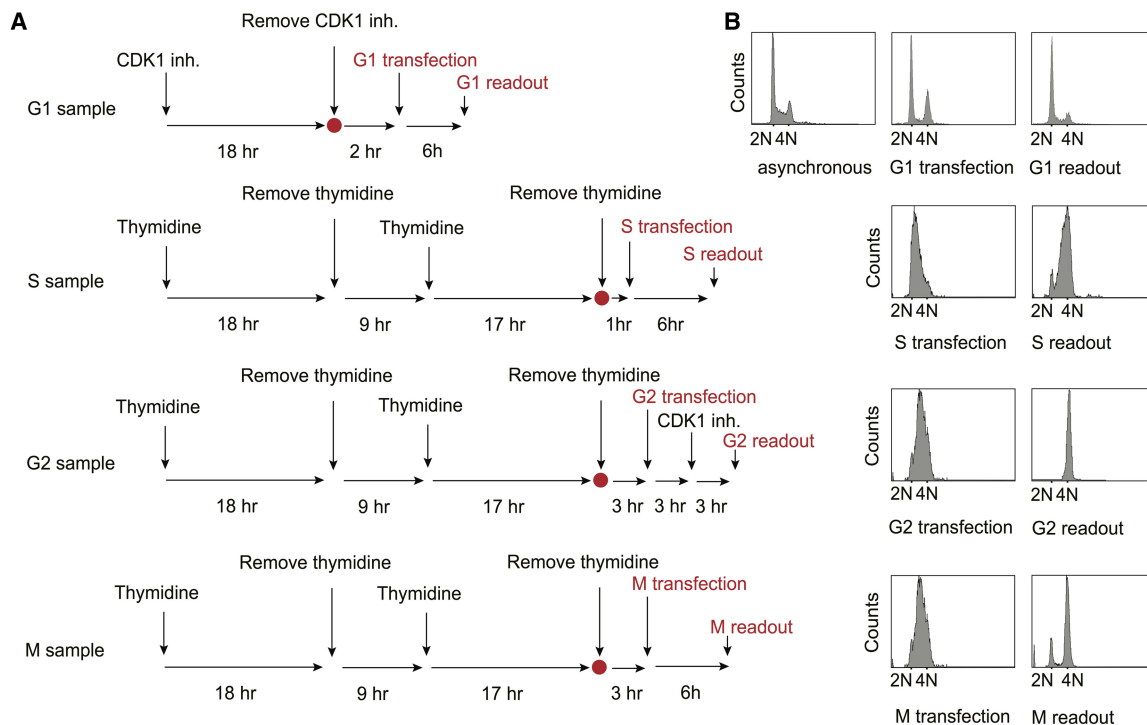 A
Remove CDK1 inh.
CDK1 inh.
G1 transfection
G1 readout
G1 sample
18 hr
2 hr
6h
Remove thymidine
Remove thymidine
Thymidine
Thymidine
S transfection
S readout
S sample
18 hr
9 hr
17 hr
1hr
6hr
Remove thymidine
Remove thymidine
Thymidine
Thymidine
G2 transfection
CDK1 inh.
G2 readout
G2 sample
18 hr
9 hr
17 hr
3 hr
3 hr
3 hr
Remove thymidine
Remove thymidine
Thymidine
Thymidine
M transfection
M readout
M sample
18 hr
9 hr
17 hr
3 hr
6h
B
Counts
2N 4N
2N 4N
2N 4N
asynchronous
G1 transfection
G1 readout
Counts
2N 4N
2N 4N
S transfection
S readout
Counts
2N 4N
2N 4N
G2 transfection
G2 readout
Counts
2N 4N
2N 4N
M transfection
M readout